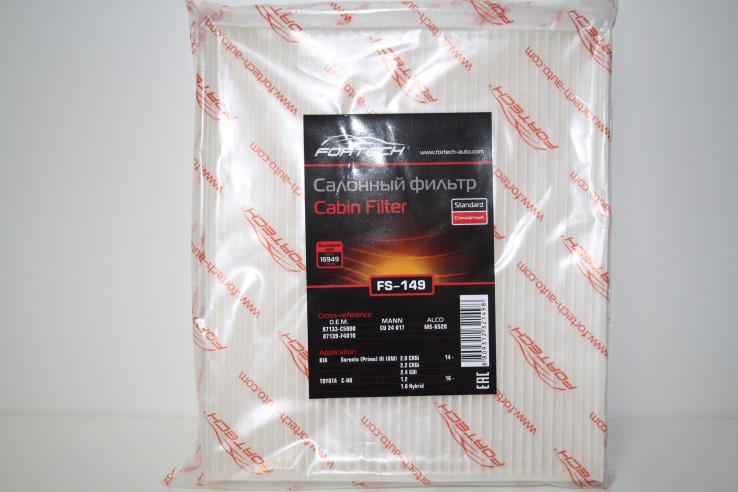 FORTECH
www.fortech-auto.com
Салонный фильтр
Cabin Filter
Standard
Стандартный
16949
FS-149
Cross-reference
O.E.M. MANN ALCO
97133-C5000 CU 24 017 MS-6520
87139-F4010
Application
KIA Sorento (Prime) III (UM) 2.0 CRDi 14 -
2.2 CRDi
2.4 GDi
TOYOTA C-HR 1.2 16 -
1.8 Hybrid
EAC
FORTECH
www.fortech-auto.com